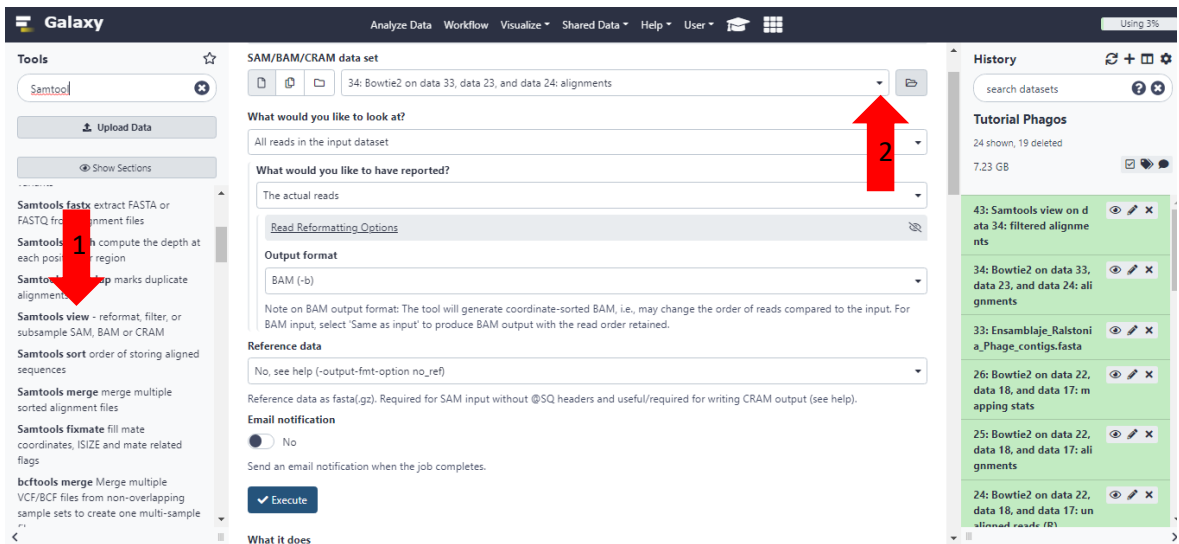 Galaxy
Analyze Data Workflow Visualize Shared Data Help User
Using 3%
Tools
Samtool
Upload Data
Show Sections
Samtools fastx extract FASTA or
FASTQ from alignment files
Samtools compute the depth at
each position or region
marks duplicate
alignments
Samtools view - reformat, filter, or
subsample SAM, BAM or CRAM
Samtools sort order of storing aligned
sequences
Samtools merge merge multiple
sorted alignment files
Samtools fixmate fill mate
coordinates, ISIZE and mate related
flags
bcftools merge Merge multiple
VCF/BCF files from non-overlapping
sample sets to create one multi-sample
1
SAM/BAM/CRAM data set
34: Bowtie2 on data 33, data 23, and data 24: alignments
What would you like to look at?
All reads in the input dataset
What would you like to have reported?
The actual reads
Read Reformatting Options
Output format
BAM (-b)
Note on BAM output format: The tool will generate coordinate-sorted BAM, i.e., may change the order of reads compared to the input. For
BAM input, select 'Same as input' to produce BAM output with the read order retained.
Reference data
No, see help (-output-fmt-option no_ref)
Reference data as fasta(.gz). Required for SAM input without @SQ headers and useful/required for writing CRAM output (see help).
Email notification
No
Send an email notification when the job completes.
Execute
What it does
2
History
search datasets
Tutorial Phagos
24 shown, 19 deleted
7.23 GB
43: Samtools view on d
ata 34: filtered alignme
nts
34: Bowtie2 on data 33,
data 23, and data 24: ali
gnments
33: Ensamblaje_Ralstoni
a_Phage_contigs.fasta
26: Bowtie2 on data 22,
data 18, and data 17: m
apping stats
25: Bowtie2 on data 22,
data 18, and data 17: ali
gnments
24: Bowtie2 on data 22,
data 18, and data 17: un
aligned reads (R)